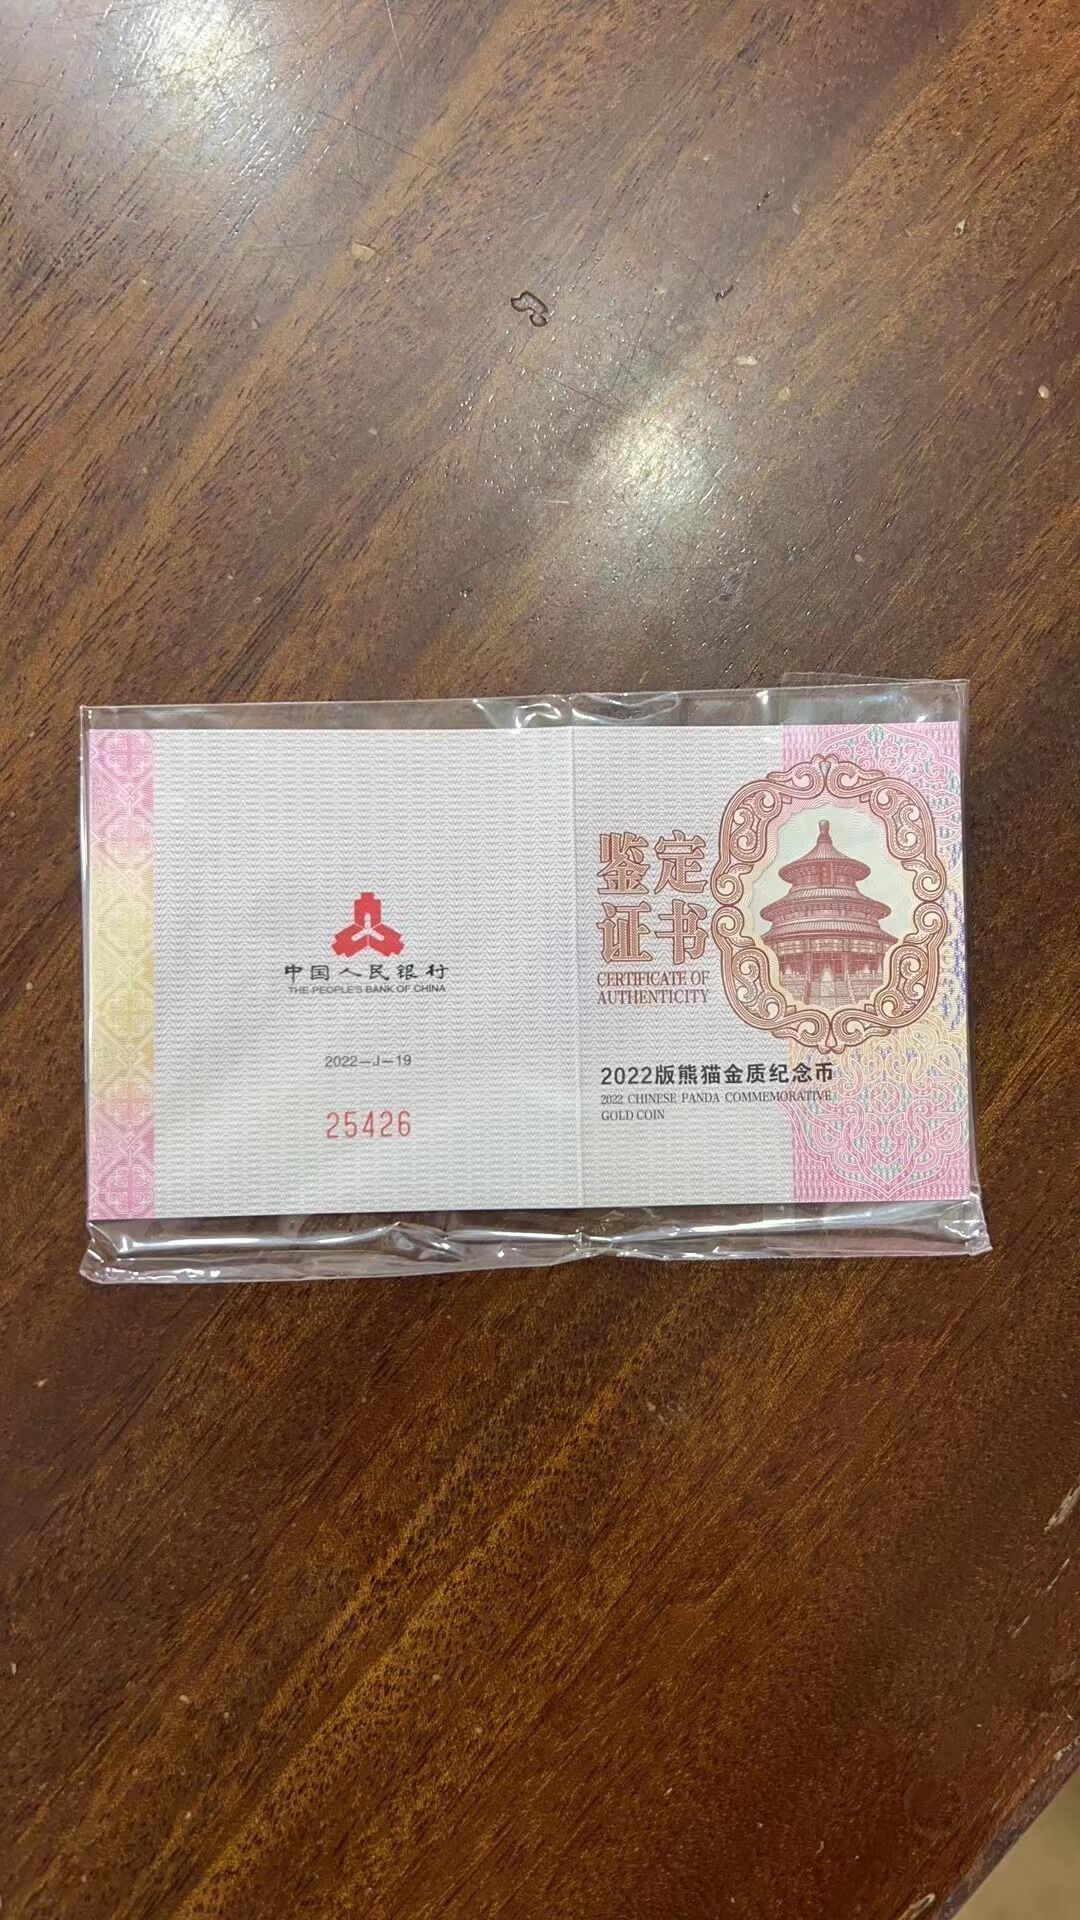 中国人民银行
THE PEOPLE'S BANK OF CHINA
2022-J-19
25426
鉴定
证书
CERTIFICATE OF
AUTHENTICITY
2022版熊猫金质纪念币
2022 CHINESE PANDA COMMEMORATIVE
GOLD COIN